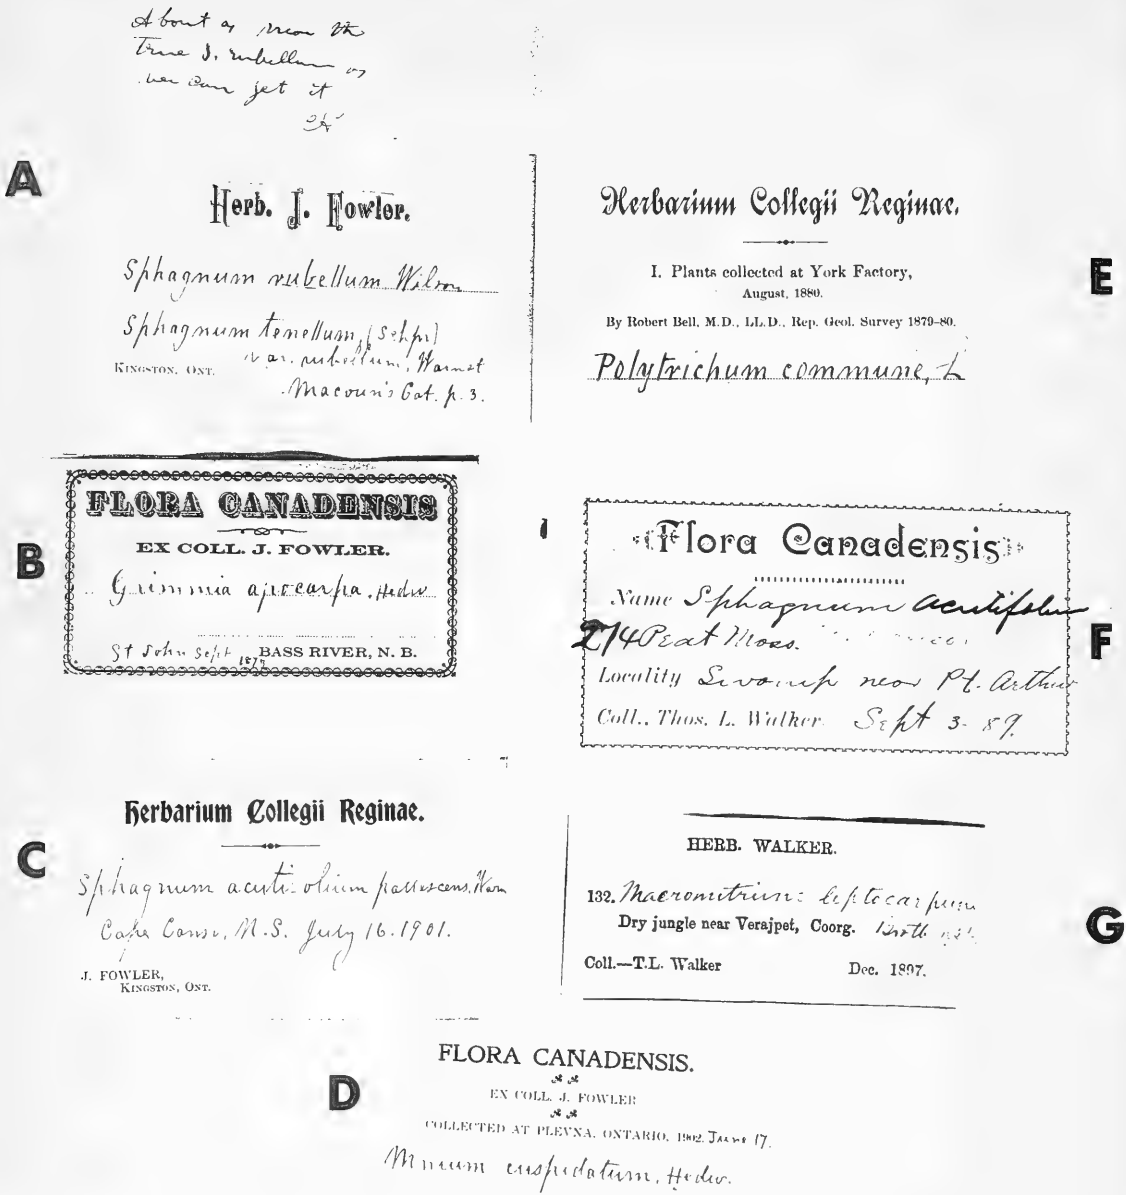 About as near the
true S. rubellum as
we can get it
A
Herb. J. Fowler.
Sphagnum rubellum Wilson
Sphagnum tenellum, (Schpr)
var. rubellum, Warnst
KINGSTON, ONT.
Macoun's Cat. p. 3.
B
FLORA CANADENSIS
EX COLL. J. FOWLER.
Grimmia apocarpa, Hedw
St John Sept 187 BASS RIVER, N. B.
C
Herbarium Collegii Reginae.
Sphagnum acutifolium pallescens, Warn
Cape Canso, N.S. July 16. 1901.
J. FOWLER,
KINGSTON, ONT.
D
FLORA CANADENSIS.
EX COLL. J. FOWLER
COLLECTED AT PLEVNA, ONTARIO, 1902. June 17.
Mnium cuspidatum, Hedw.
E
Herbarium Collegii Reginae.
I. Plants collected at York Factory,
August, 1880.
By Robert Bell, M.D., LL.D., Rep. Geol. Survey 1879-80.
Polytrichum commune, L
F
Flora Canadensis
Name Sphagnum acutifolium
274 Peat Moss.
Locality Swamp near Pt. Arthur
Coll., Thos. L. Walker. Sept 3-89.
G
HERB. WALKER.
132. Macromitrium leptocarpum
Dry jungle near Verajpet, Coorg. Broth
Coll.—T.L. Walker Dec. 1897.